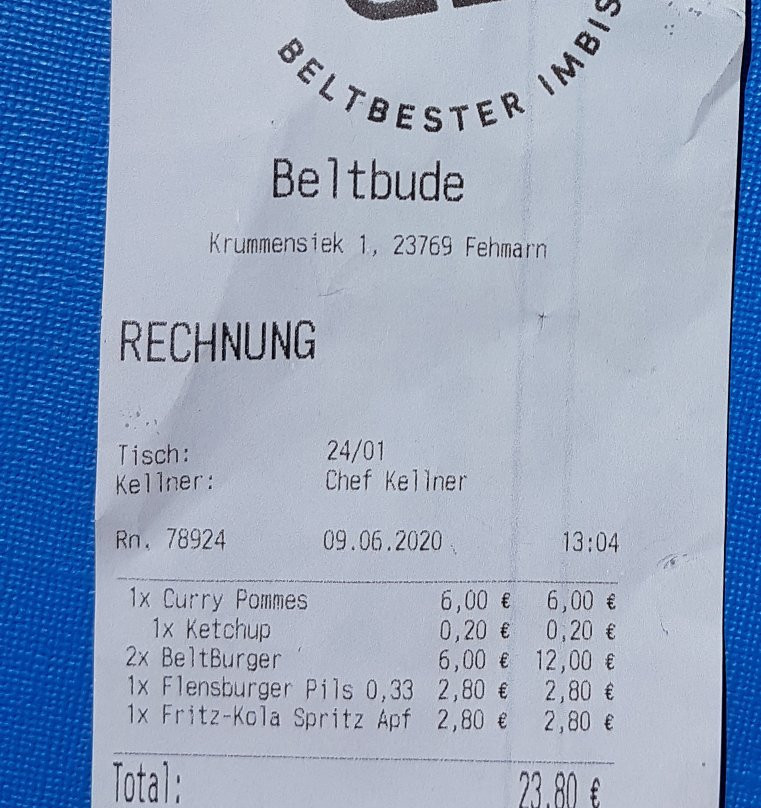 BELTBESTER IMBIS
Beltbude
Krummensiek 1, 23769 Fehmarn
RECHNUNG
Tisch: 24/01
Kellner: Chef Kellner
Rn. 78924 09.06.2020 13:04
1x Curry Pommes 6,00 € 6,00 €
1x Ketchup 0,20 € 0,20 €
2x BeltBurger 6,00 € 12,00 €
1x Flensburger Pils 0,33 2,80 € 2,80 €
1x Fritz-Kola Spritz Apf 2,80 € 2,80 €
Total: 23,80 €